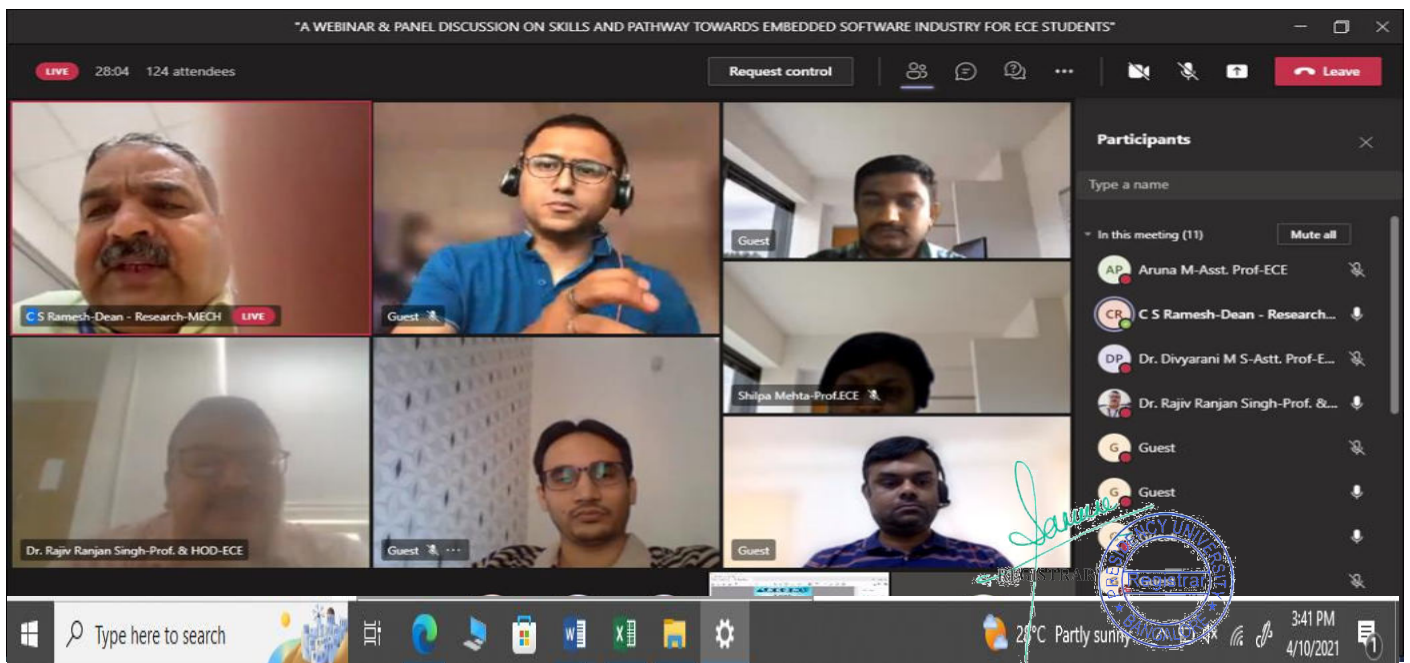 "A WEBINAR & PANEL DISCUSSION ON SKILLS AND PATHWAY TOWARDS EMBEDDED SOFTWARE INDUSTRY FOR ECE STUDENTS"
LIVE 28:04 124 attendees
Request control
Leave
C S Ramesh-Dean - Research-MECH LIVE
Guest
Guest
Shilpa Mehta-Prof.ECE
Dr. Rajiv Ranjan Singh-Prof. & HOD-ECE
Guest
Guest
Participants
Type a name
In this meeting (11) Mute all
AP Aruna M-Asst. Prof-ECE
CR C S Ramesh-Dean - Research...
DP Dr. Divyarani M S-Astt. Prof-E...
Dr. Rajiv Ranjan Singh-Prof. &...
G Guest
G Guest
REGISTRAR
Registrar
BANGALORE
Type here to search
Partly sunny
3:41 PM
4/10/2021
1